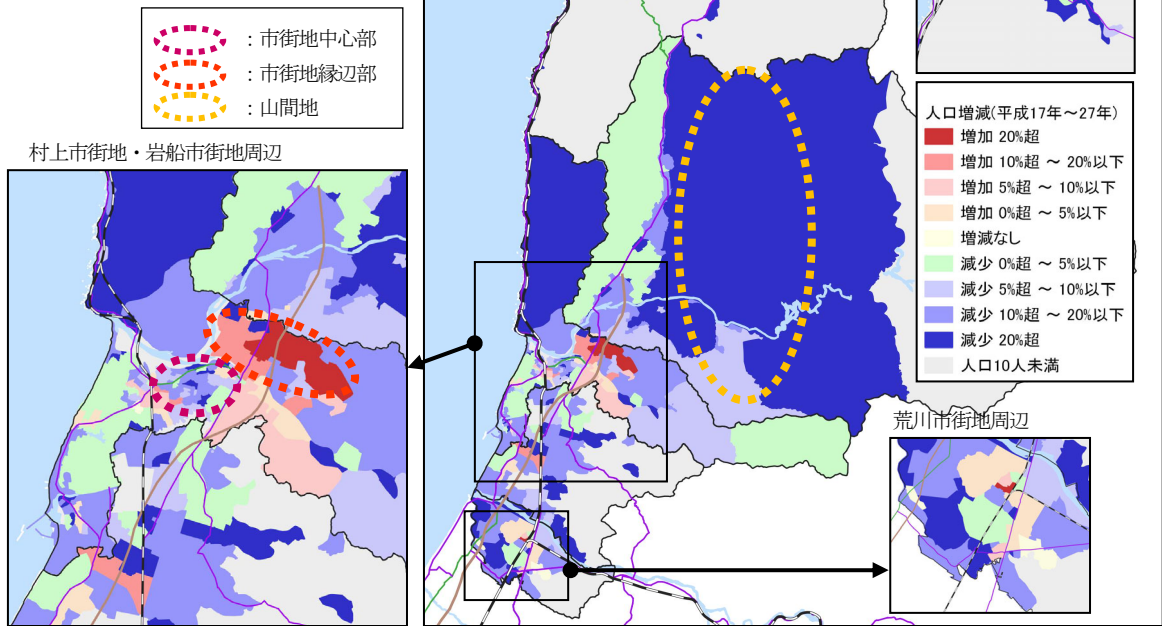 ：市街地中心部
：市街地縁辺部
：山間地
村上市街地・岩船市街地周辺
人口増減(平成17年～27年)
増加 20%超
増加 10%超 ～ 20%以下
増加 5%超 ～ 10%以下
増加 0%超 ～ 5%以下
増減なし
減少 0%超 ～ 5%以下
減少 5%超 ～ 10%以下
減少 10%超 ～ 20%以下
減少 20%超
人口10人未満
荒川市街地周辺